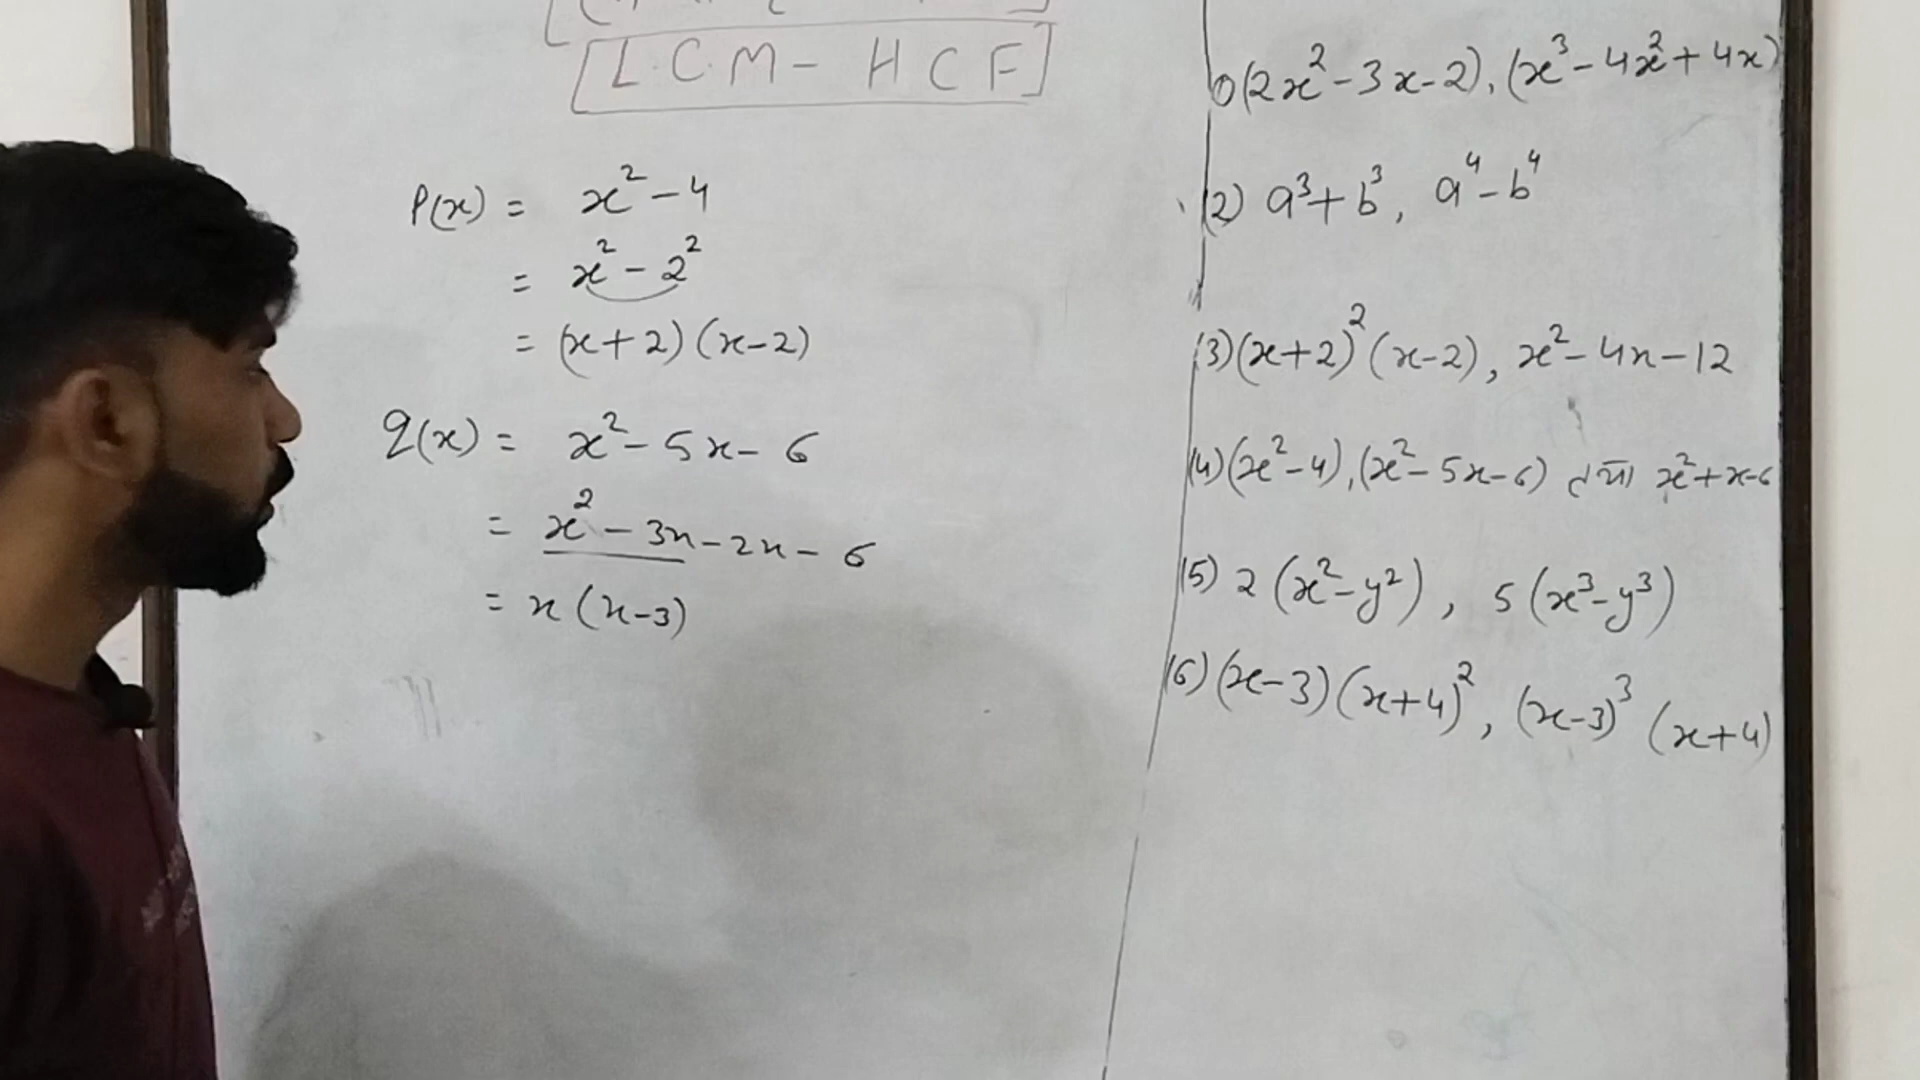 [LCM - HCF]
P(x) = x² - 4
= x² - 2²
= (x+2)(x-2)
q(x) = x² - 5x - 6
= x² - 3x - 2x - 6
= x(x-3)
(1) (2x² - 3x - 2), (x³ - 4x² + 4x)
(2) a³ + b³, a⁴ - b⁴
(3) (x+2)² (x-2), x² - 4x - 12
(4) (x² - 4), (x² - 5x - 6) तथा x² + x - 6
(5) 2(x² - y²), 5(x³ - y³)
(6) (x-3)(x+4)², (x-3)³ (x+4)